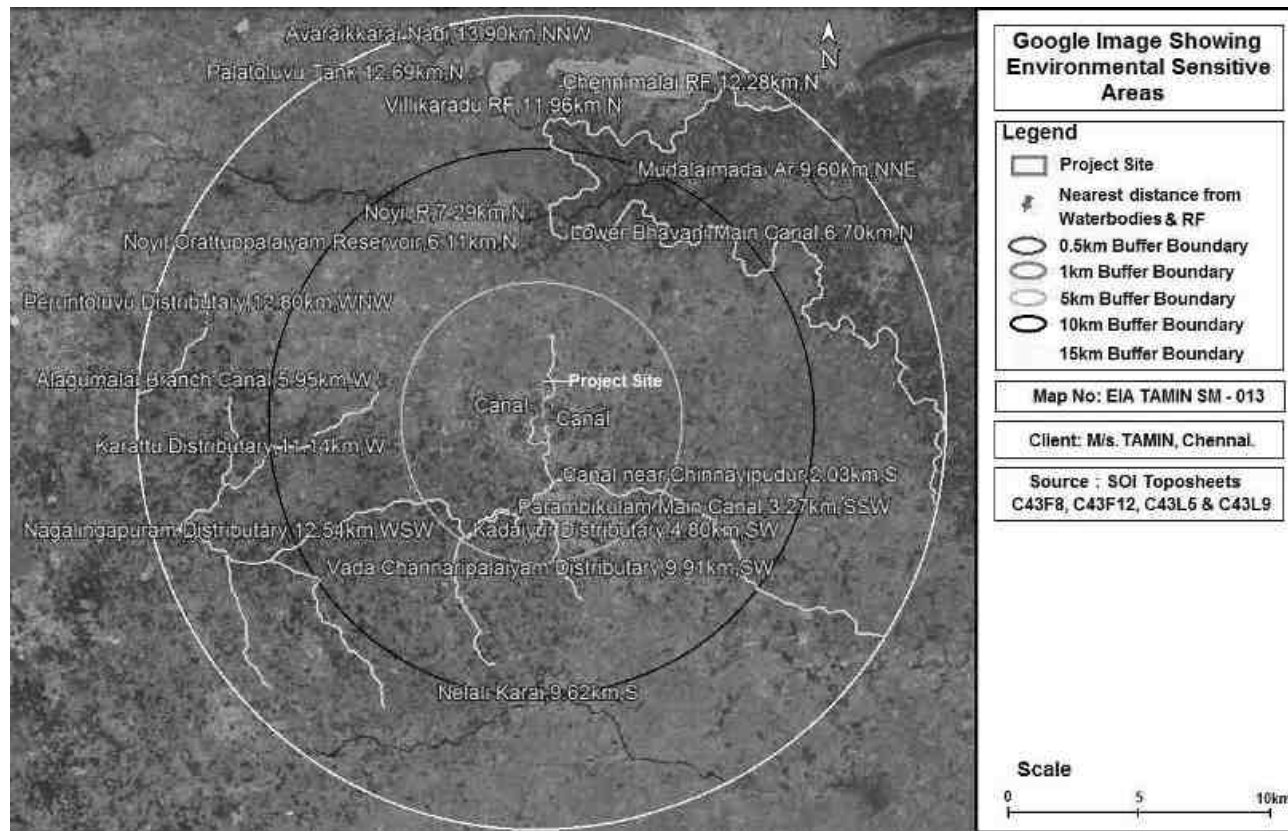 Avaraikkarai Nadi, 13.90km,NNW
Palatoluvu Tank 12.69km,N
Chennimalai RF,12.28km,N
Villikaradu RF,11.96km,N
N
Mudalaimadai Ar 9.60km,NNE
Noyil R,7.29km,N
Noyil Orattuppalaiyam Reservoir,6.11km,N
Lower Bhavani Main Canal,6.70km,N
Peruntoluvu Distributary,12.80km,WNW
Alagumalai Branch Canal,5.95km,W
Project Site
Canal
Canal
Karattu Distributary,11.14km,W
Canal near Chinnayipudur,2.03km,S
Parambikulam Main Canal,3.27km,SSW
Nagalingapuram Distributary 12.54km,WSW
Kadaiyur Distributary 4.80km,SW
Vada Channaripalaiyam Distributary,9.91km,SW
Nelali Karai,9.62km,S
Google Image Showing
Environmental Sensitive
Areas
Legend
Project Site
Nearest distance from
Waterbodies & RF
0.5km Buffer Boundary
1km Buffer Boundary
5km Buffer Boundary
10km Buffer Boundary
15km Buffer Boundary
Map No: EIA TAMIN SM - 013
Client: M/s. TAMIN, Chennai.
Source : SOI Toposheets
C43F8, C43F12, C43L5 & C43L9
Scale
0 5 10km